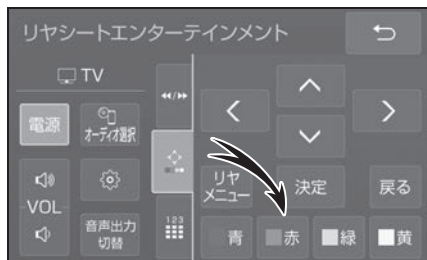 リヤシートエンターテインメント
TV
電源
オーディオ選択
リヤ
メニュー
決定
戻る
VOL
音声出力
切替
123
青
赤
緑
黄